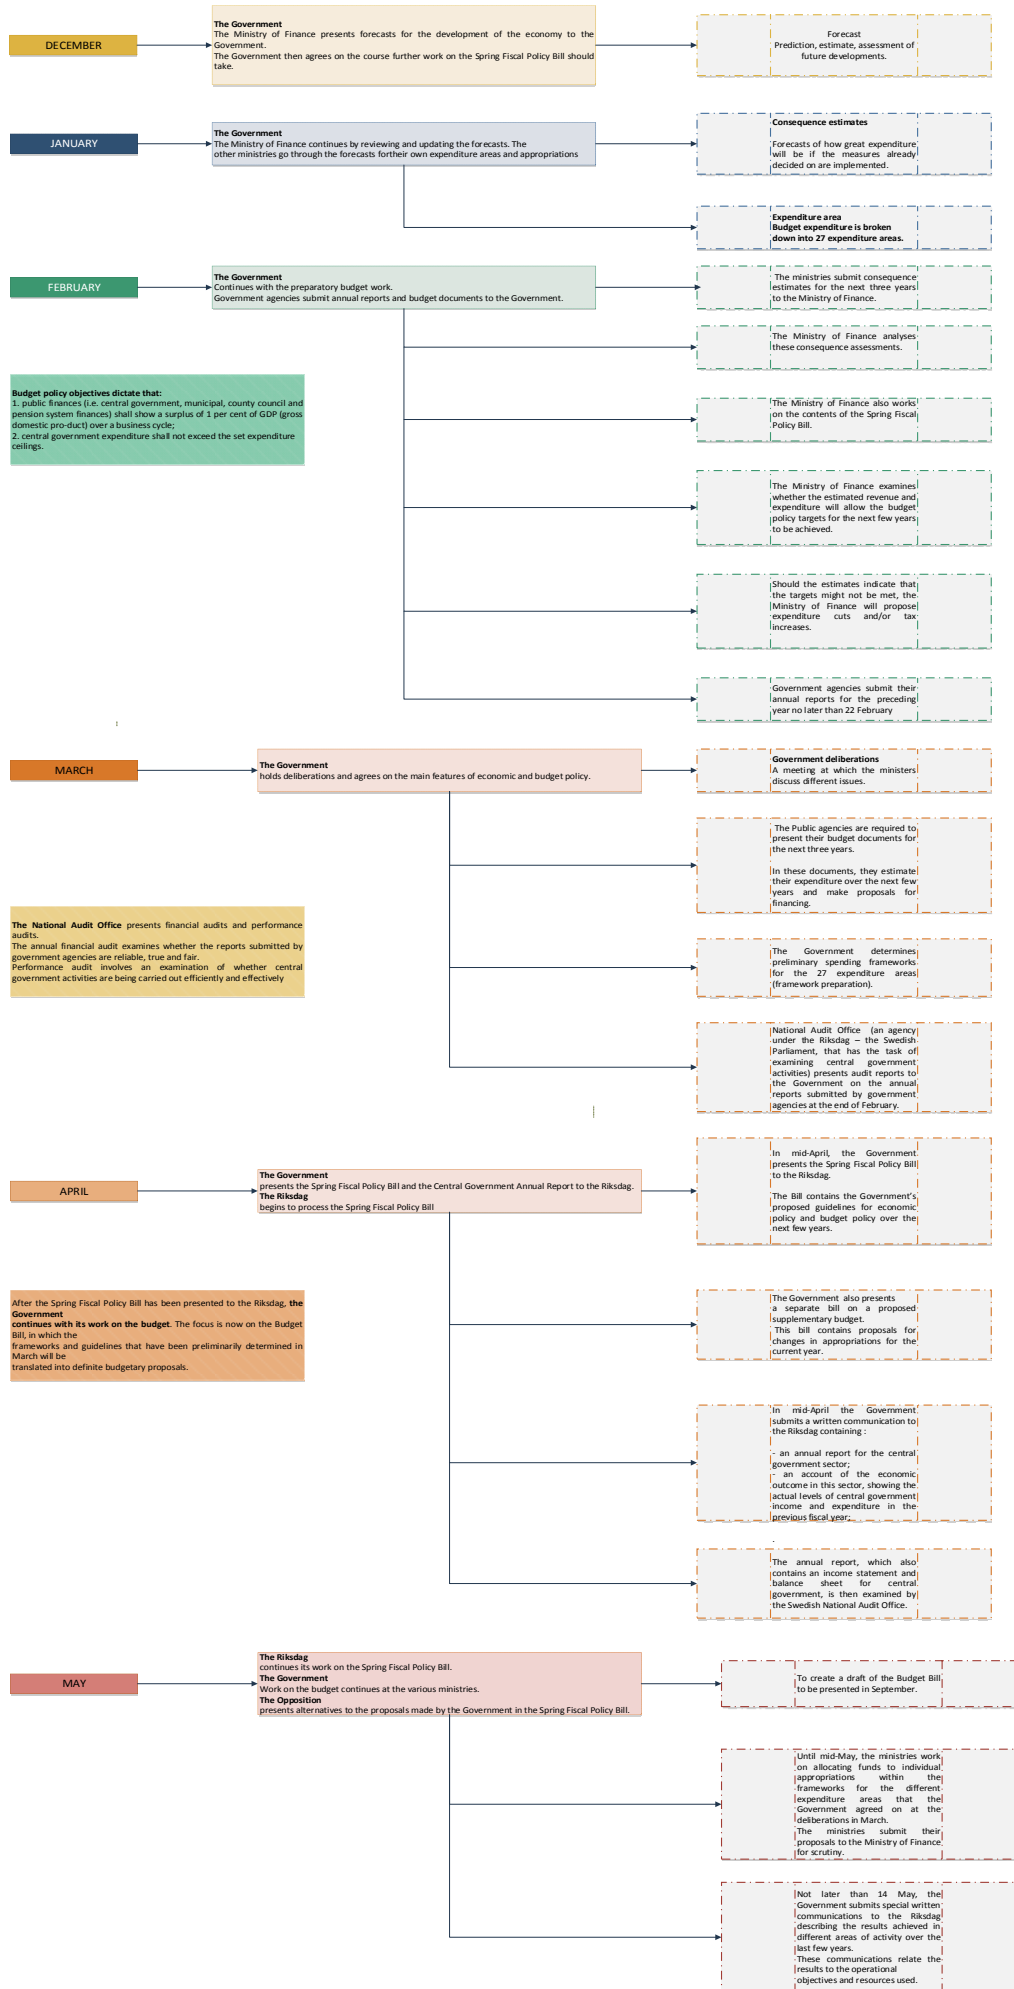 DECEMBER
The Government
The Ministry of Finance presents forecasts for the development of the economy to the
Government.
The Government then agrees on the course further work on the Spring Fiscal Policy Bill should
take.
Forecast
Prediction, estimate, assessment of
future developments.
JANUARY
The Government
The Ministry of Finance continues by reviewing and updating the forecasts. The
other ministries go through the forecasts fortheir own expenditure areas and appropriations
Consequence estimates
Forecasts of how great expenditure
will be if the measures already
decided on are implemented.
Expenditure area
Budget expenditure is broken
down into 27 expenditure areas.
FEBRUARY
The Government
Continues with the preparatory budget work.
Government agencies submit annual reports and budget documents to the Government.
The ministries submit consequence
estimates for the next three years
to the Ministry of Finance.
The Ministry of Finance analyses
these consequence assessments.
Budget policy objectives dictate that:
1. public finances (i.e. central government, municipal, county council and
pension system finances) shall show a surplus of 1 per cent of GDP (gross
domestic pro-duct) over a business cycle;
2. central government expenditure shall not exceed the set expenditure
ceilings.
The Ministry of Finance also works
on the contents of the Spring Fiscal
Policy Bill.
The Ministry of Finance examines
whether the estimated revenue and
expenditure will allow the budget
policy targets for the next few years
to be achieved.
Should the estimates indicate that
the targets might not be met, the
Ministry of Finance will propose
expenditure cuts and/or tax
increases.
Government agencies submit their
annual reports for the preceding
year no later than 22 February
MARCH
The Government
holds deliberations and agrees on the main features of economic and budget policy.
Government deliberations
A meeting at which the ministers
discuss different issues.
The Public agencies are required to
present their budget documents for
the next three years.
In these documents, they estimate
their expenditure over the next few
years and make proposals for
financing.
The National Audit Office presents financial audits and performance
audits.
The annual financial audit examines whether the reports submitted by
government agencies are reliable, true and fair.
Performance audit involves an examination of whether central
government activities are being carried out efficiently and effectively
The Government determines
preliminary spending frameworks
for the 27 expenditure areas
(framework preparation).
National Audit Office (an agency
under the Riksdag – the Swedish
Parliament, that has the task of
examining central government
activities) presents audit reports to
the Government on the annual
reports submitted by government
agencies at the end of February.
APRIL
The Government
presents the Spring Fiscal Policy Bill and the Central Government Annual Report to the Riksdag.
The Riksdag
begins to process the Spring Fiscal Policy Bill
In mid-April, the Government
presents the Spring Fiscal Policy Bill
to the Riksdag.
The Bill contains the Government's
proposed guidelines for economic
policy and budget policy over the
next few years.
After the Spring Fiscal Policy Bill has been presented to the Riksdag, the
Government
continues with its work on the budget. The focus is now on the Budget
Bill, in which the
frameworks and guidelines that have been preliminarily determined in
March will be
translated into definite budgetary proposals.
The Government also presents
a separate bill on a proposed
supplementary budget.
This bill contains proposals for
changes in appropriations for the
current year.
In mid-April the Government
submits a written communication to
the Riksdag containing :
- an annual report for the central
government sector;
- an account of the economic
outcome in this sector, showing the
actual levels of central government
income and expenditure in the
previous fiscal year;
.
The annual report, which also
contains an income statement and
balance sheet for central
government, is then examined by
the Swedish National Audit Office.
MAY
The Riksdag
continues its work on the Spring Fiscal Policy Bill.
The Government
Work on the budget continues at the various ministries.
The Opposition
presents alternatives to the proposals made by the Government in the Spring Fiscal Policy Bill.
To create a draft of the Budget Bill
to be presented in September.
Until mid-May, the ministries work
on allocating funds to individual
appropriations within the
frameworks for the different
expenditure areas that the
Government agreed on at the
deliberations in March.
The ministries submit their
proposals to the Ministry of Finance
for scrutiny.
Not later than 14 May, the
Government submits special written
communications to the Riksdag
describing the results achieved in
different areas of activity over the
last few years.
These communications relate the
results to the operational
objectives and resources used.